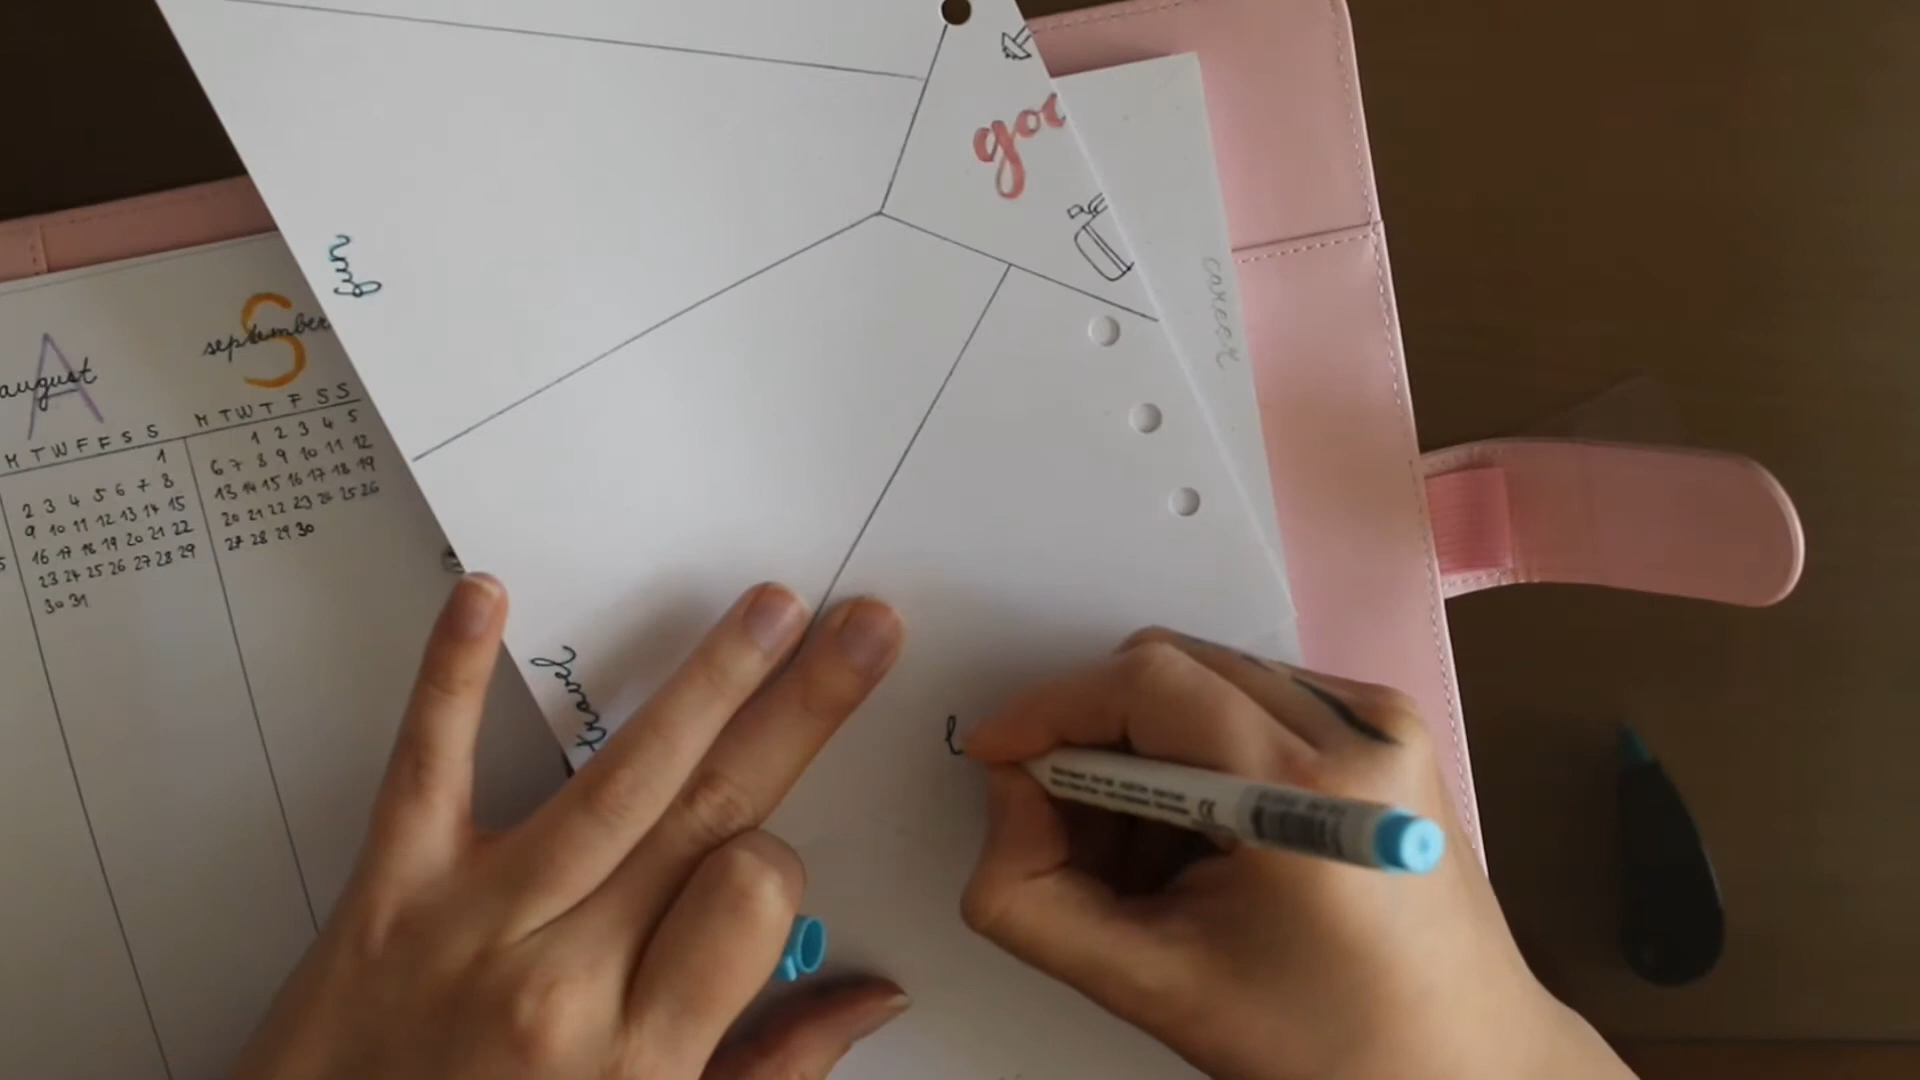 goa
fun
travel
l
career
A
august
M T W F F S S
1
2 3 4 5 6 7 8
9 10 11 12 13 14 15
16 17 18 19 20 21 22
23 24 25 26 27 28 29
30 31
S
september
M T W T F S S
1 2 3 4 5
6 7 8 9 10 11 12
13 14 15 16 17 18 19
20 21 22 23 24 25 26
27 28 29 30
5
CE